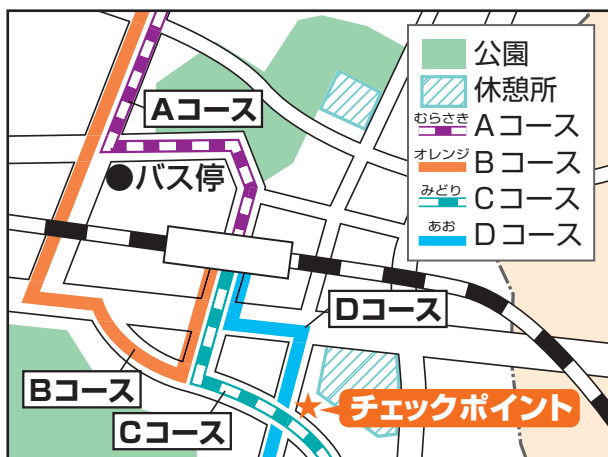 公園
休憩所
むらさき
Aコース
オレンジ
Bコース
みどり
Cコース
あお
Dコース
Aコース
バス停
Dコース
Bコース
Cコース
チェックポイント